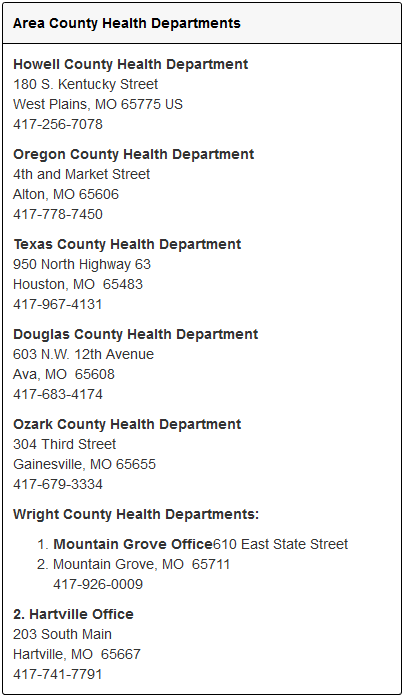 Area County Health Departments
Howell County Health Department
180 S. Kentucky Street
West Plains, MO 65775 US
417-256-7078
Oregon County Health Department
4th and Market Street
Alton, MO 65606
417-778-7450
Texas County Health Department
950 North Highway 63
Houston, MO  65483
417-967-4131
Douglas County Health Department
603 N.W. 12th Avenue
Ava, MO  65608
417-683-4174
Ozark County Health Department
304 Third Street
Gainesville, MO 65655
417-679-3334
Wright County Health Departments:
1. Mountain Grove Office610 East State Street
2. Mountain Grove, MO  65711
417-926-0009
2. Hartville Office
203 South Main
Hartville, MO  65667
417-741-7791